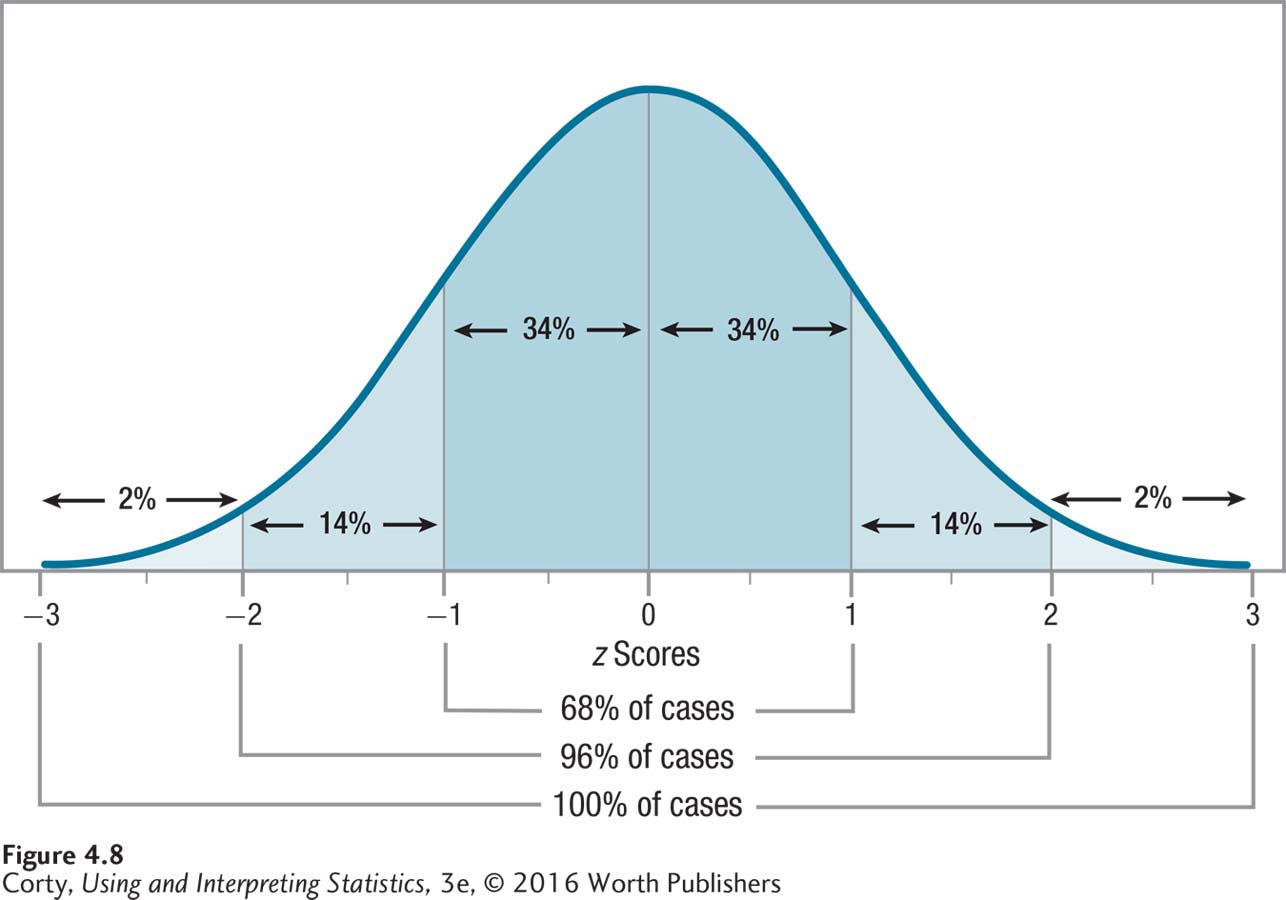 34%
34%
2%
2%
14%
14%
−3
−2
−1
0
1
2
3
z Scores
68% of cases
96% of cases
100% of cases
Figure 4.8
Corty, Using and Interpreting Statistics, 3e, © 2016 Worth Publishers